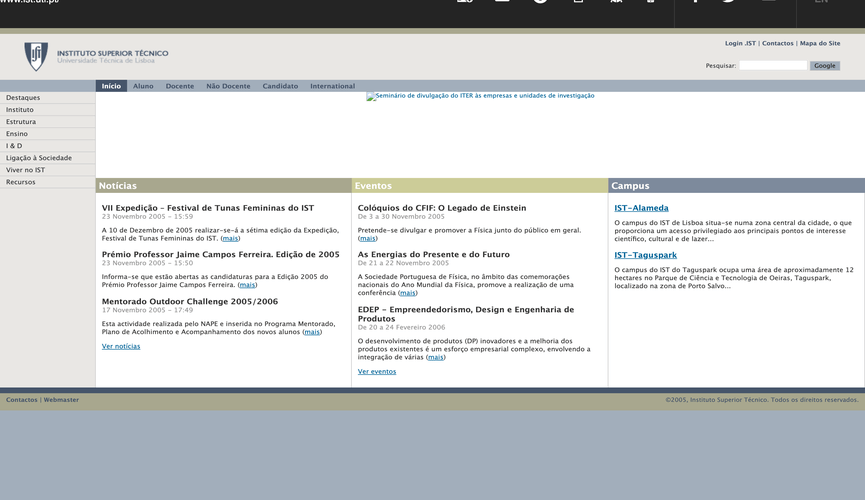 www.ist.utl.pt/
EN
INSTITUTO SUPERIOR TÉCNICO
Universidade Técnica de Lisboa
Login .IST | Contactos | Mapa do Site
Pesquisar:
Google
Início Aluno Docente Não Docente Candidato International
Destaques
Instituto
Estrutura
Ensino
I & D
Ligação à Sociedade
Viver no IST
Recursos
Seminário de divulgação do ITER às empresas e unidades de investigação
Notícias
VII Expedição – Festival de Tunas Femininas do IST
23 Novembro 2005 – 15:59
A 10 de Dezembro de 2005 realizar-se-á a sétima edição da Expedição,
Festival de Tunas Femininas do IST. (mais)
Prémio Professor Jaime Campos Ferreira. Edição de 2005
23 Novembro 2005 – 15:50
Informa-se que estão abertas as candidaturas para a Edição 2005 do
Prémio Professor Jaime Campos Ferreira. (mais)
Mentorado Outdoor Challenge 2005/2006
17 Novembro 2005 – 17:49
Esta actividade realizada pelo NAPE e inserida no Programa Mentorado,
Plano de Acolhimento e Acompanhamento dos novos alunos (mais)
Ver notícias
Eventos
Colóquios do CFIF: O Legado de Einstein
De 3 a 30 Novembro 2005
Pretende-se divulgar e promover a Física junto do público em geral.
(mais)
As Energias do Presente e do Futuro
De 21 a 22 Novembro 2005
A Sociedade Portuguesa de Física, no âmbito das comemorações
nacionais do Ano Mundial da Física, promove a realização de uma
conferência (mais)
EDEP – Empreendedorismo, Design e Engenharia de
Produtos
De 20 a 24 Fevereiro 2006
O desenvolvimento de produtos (DP) inovadores e a melhoria dos
produtos existentes é um esforço empresarial complexo, envolvendo a
integração de várias (mais)
Ver eventos
Campus
IST-Alameda
O campus do IST de Lisboa situa-se numa zona central da cidade, o que
proporciona um acesso privilegiado aos principais pontos de interesse
científico, cultural e de lazer...
IST-Taguspark
O campus do IST do Taguspark ocupa uma área de aproximadamente 12
hectares no Parque de Ciência e Tecnologia de Oeiras, Taguspark,
localizado na zona de Porto Salvo...
Contactos | Webmaster
©2005, Instituto Superior Técnico. Todos os direitos reservados.